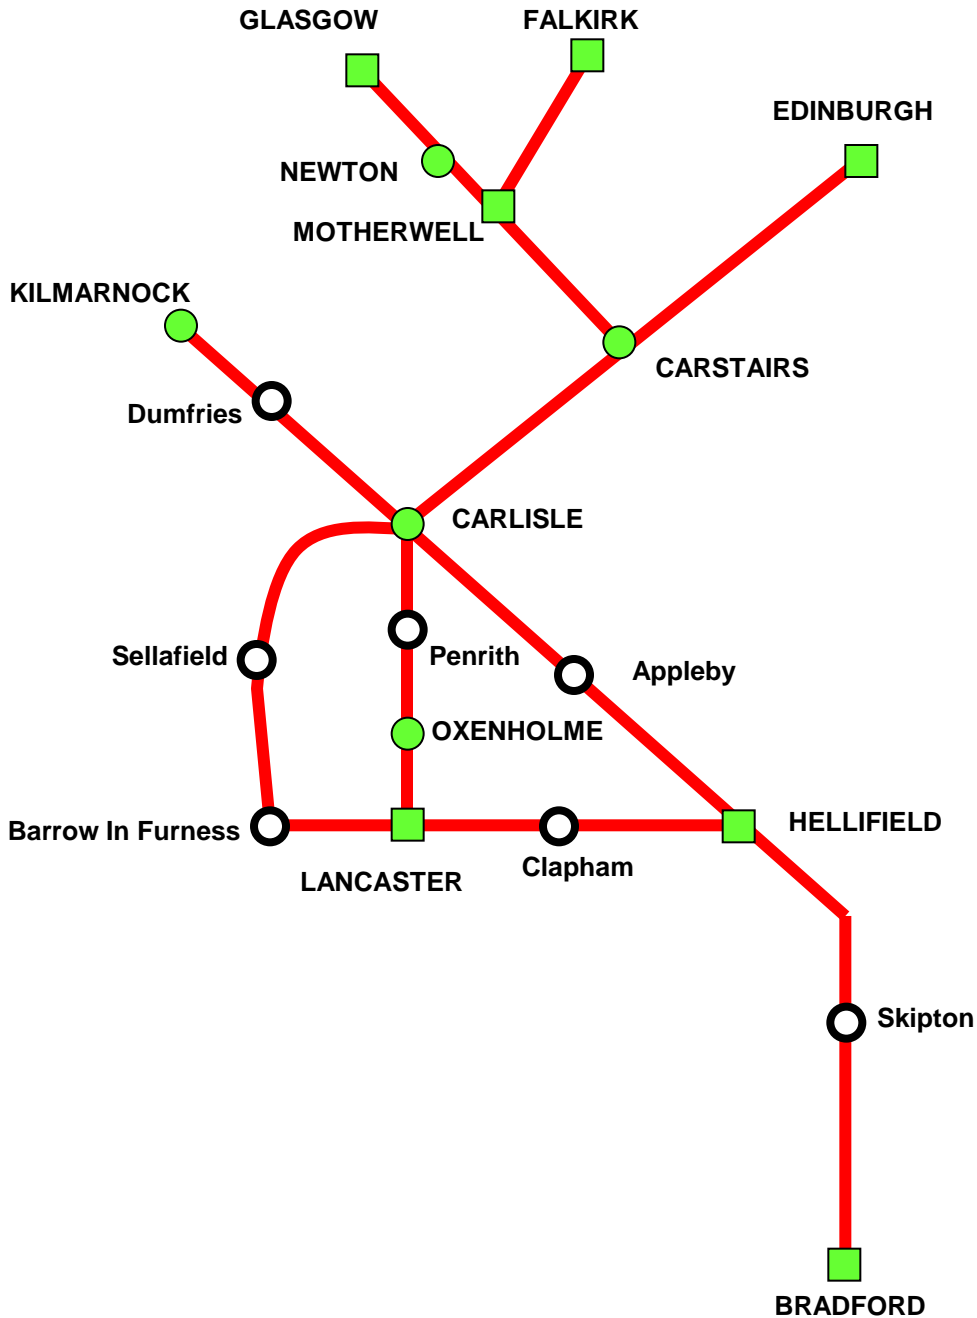 GLASGOW
FALKIRK
EDINBURGH
NEWTON
MOTHERWELL
KILMARNOCK
CARSTAIRS
Dumfries
CARLISLE
Sellafield
Penrith
Appleby
OXENHOLME
Barrow In Furness
HELLIFIELD
Clapham
LANCASTER
Skipton
BRADFORD